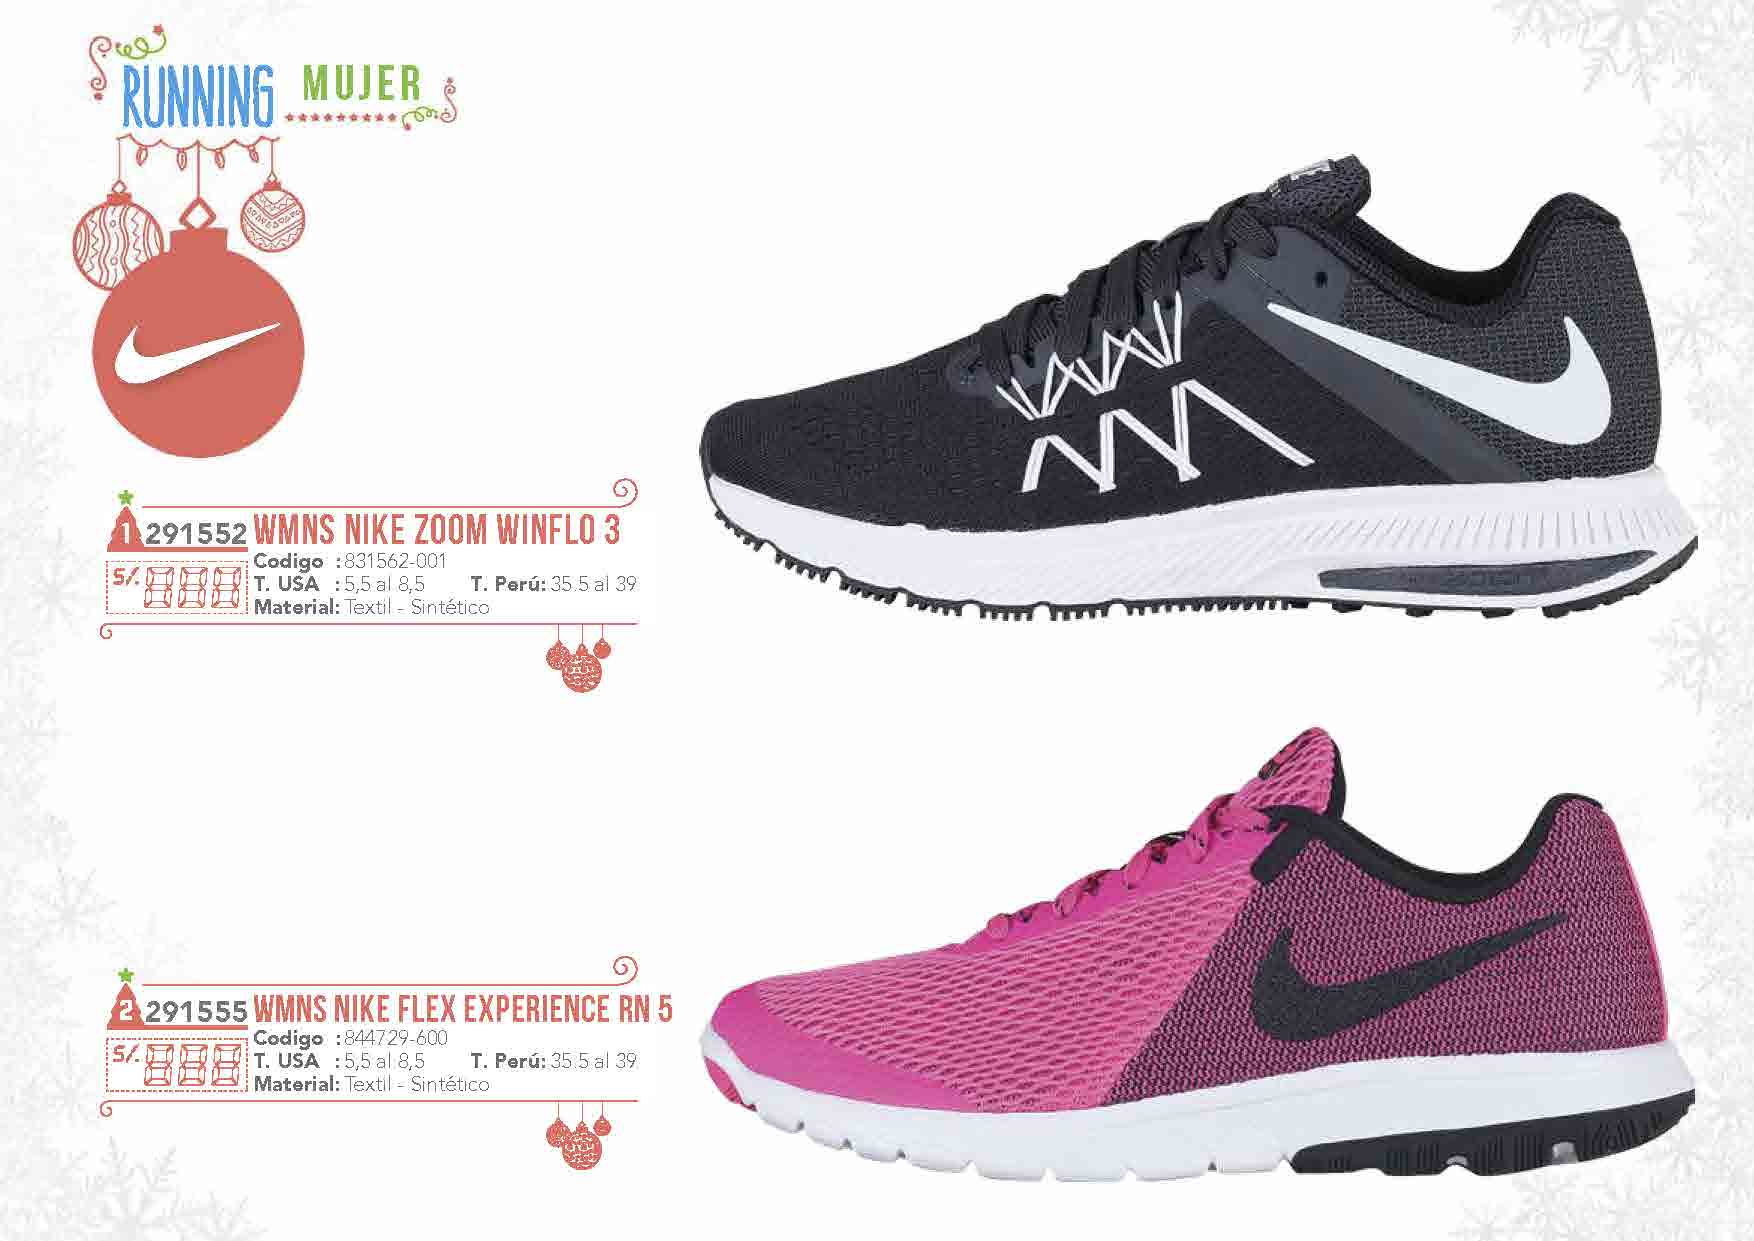 RUNNING MUJER
1 291552 WMNS NIKE ZOOM WINFLO 3
Codigo : 831562-001
S/.
T. USA : 5,5 al 8,5 T. Perú: 35.5 al 39
Material: Textil - Sintético
2 291555 WMNS NIKE FLEX EXPERIENCE RN 5
Codigo : 844729-600
S/.
T. USA : 5,5 al 8,5 T. Perú: 35.5 al 39
Material: Textil - Sintético